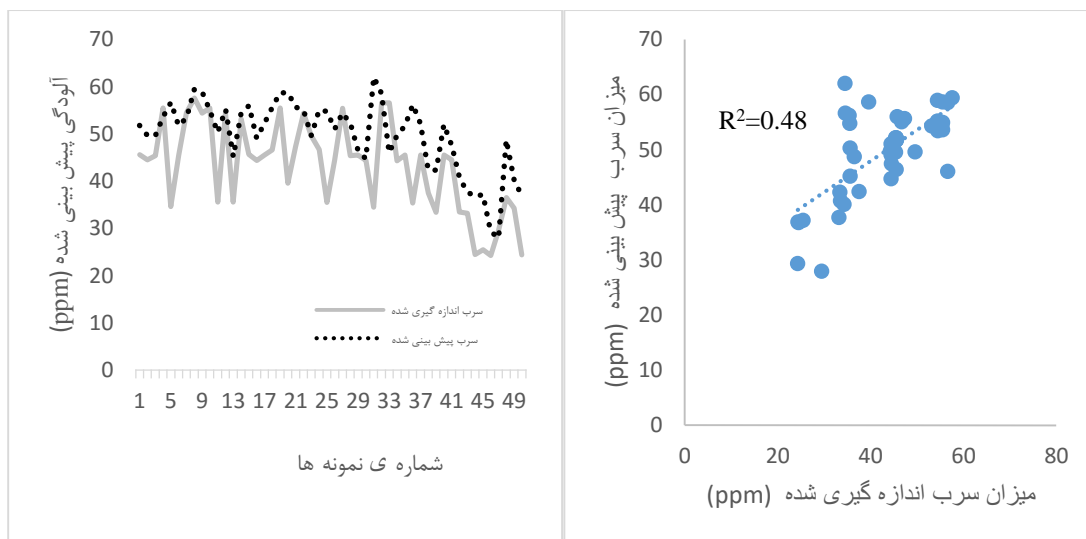 70
60
50
40
30
20
10
0
آلودگی پیش بینی شده (ppm)
سرب اندازه گیری شده
سرب پیش بینی شده
1 5 9 13 17 21 25 29 33 37 41 45 49
شماره ی نمونه ها
70
60
50
40
30
20
10
0
میزان سرب پیش بینی شده (ppm)
R²=0.48
0 20 40 60 80
میزان سرب اندازه گیری شده (ppm)